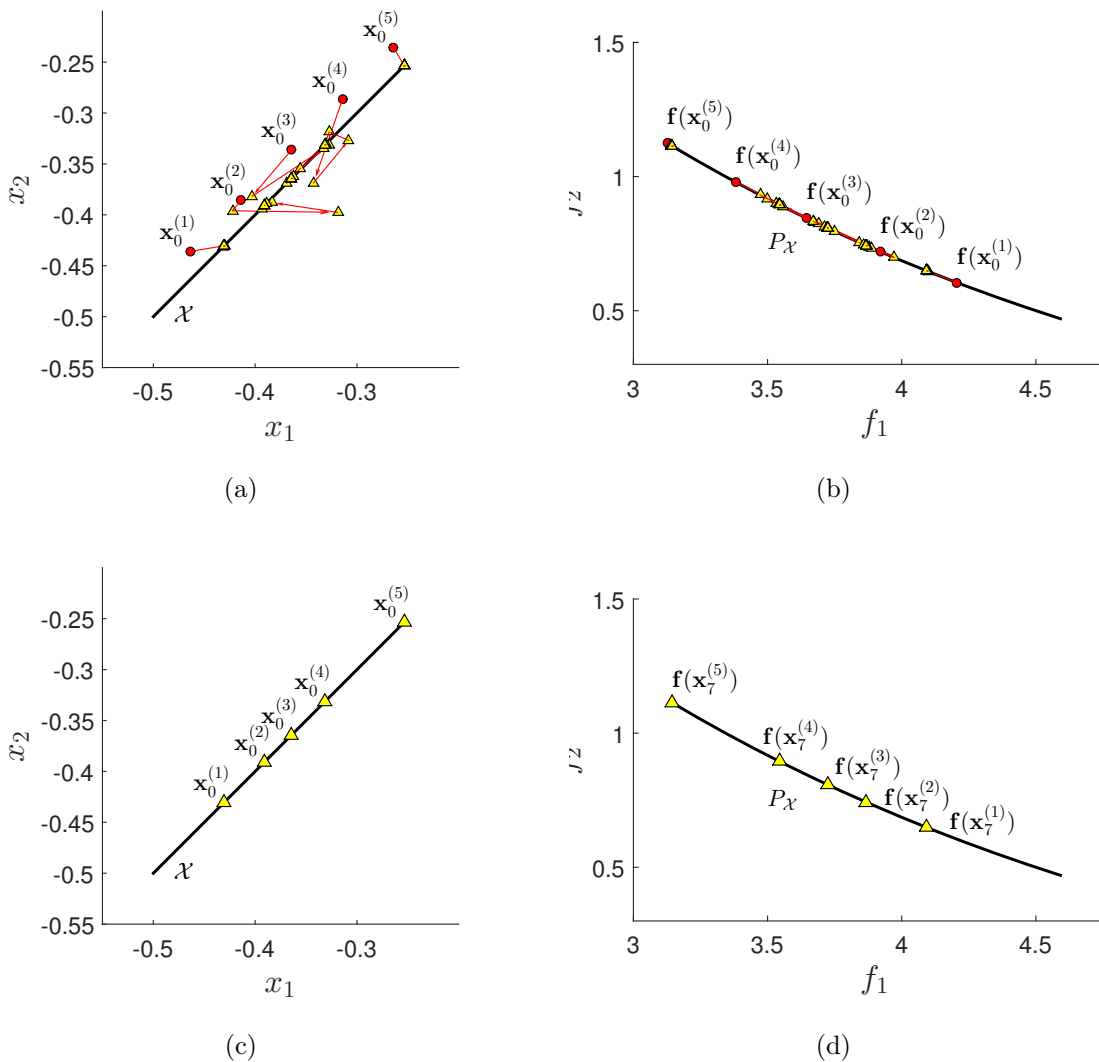 -0.25
-0.3
-0.35
-0.4
-0.45
-0.5
-0.55
-0.5
-0.4
-0.3
x₂
x₁
𝐱₀⁽⁵⁾
𝐱₀⁽⁴⁾
𝐱₀⁽³⁾
𝐱₀⁽²⁾
𝐱₀⁽¹⁾
𝒳
(a)
1.5
1
0.5
3
3.5
4
4.5
f₁
𝐟(𝐱₀⁽⁵⁾)
𝐟(𝐱₀⁽⁴⁾)
𝐟(𝐱₀⁽³⁾)
𝐟(𝐱₀⁽²⁾)
𝐟(𝐱₀⁽¹⁾)
P_𝒳
(b)
-0.25
-0.3
-0.35
-0.4
-0.45
-0.5
-0.55
-0.5
-0.4
-0.3
x₂
x₁
𝐱₀⁽⁵⁾
𝐱₀⁽⁴⁾
𝐱₀⁽³⁾
𝐱₀⁽²⁾
𝐱₀⁽¹⁾
𝒳
(c)
1.5
1
0.5
3
3.5
4
4.5
f₁
𝐟(𝐱₇⁽⁵⁾)
𝐟(𝐱₇⁽⁴⁾)
𝐟(𝐱₇⁽³⁾)
𝐟(𝐱₇⁽²⁾)
𝐟(𝐱₇⁽¹⁾)
P_𝒳
(d)